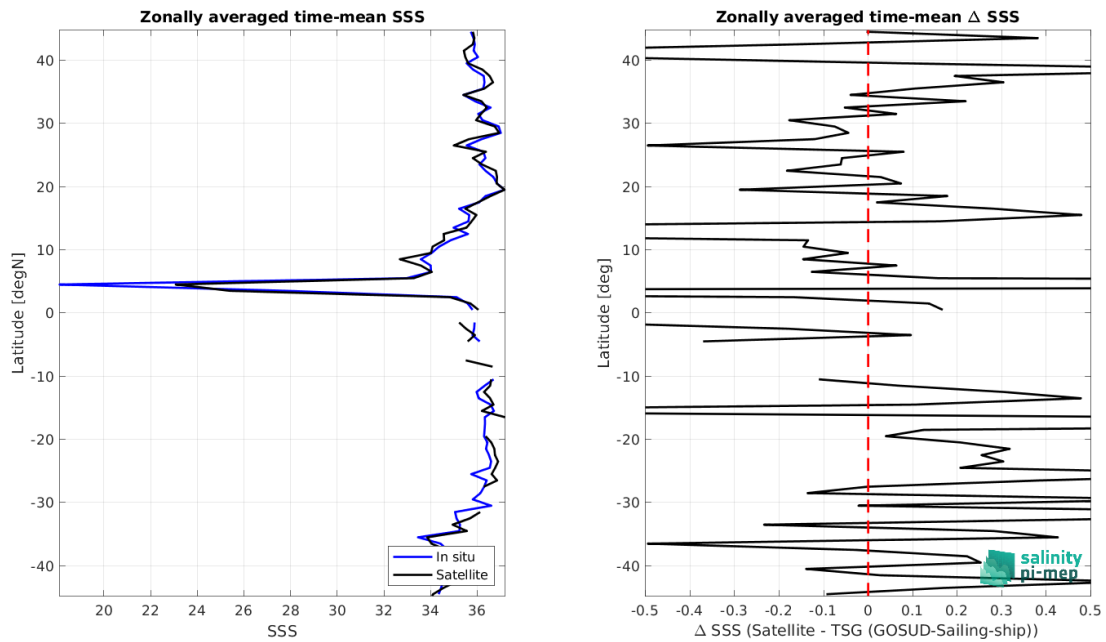 Zonally averaged time-mean SSS
40
30
20
10
0
-10
-20
-30
-40
Latitude [degN]
20 22 24 26 28 30 32 34 36
SSS
In situ
Satellite
Zonally averaged time-mean Δ SSS
40
30
20
10
0
-10
-20
-30
-40
Latitude [deg]
-0.5 -0.4 -0.3 -0.2 -0.1 0 0.1 0.2 0.3 0.4 0.5
Δ SSS (Satellite - TSG (GOSUD-Sailing-ship))
salinity
pi-mep